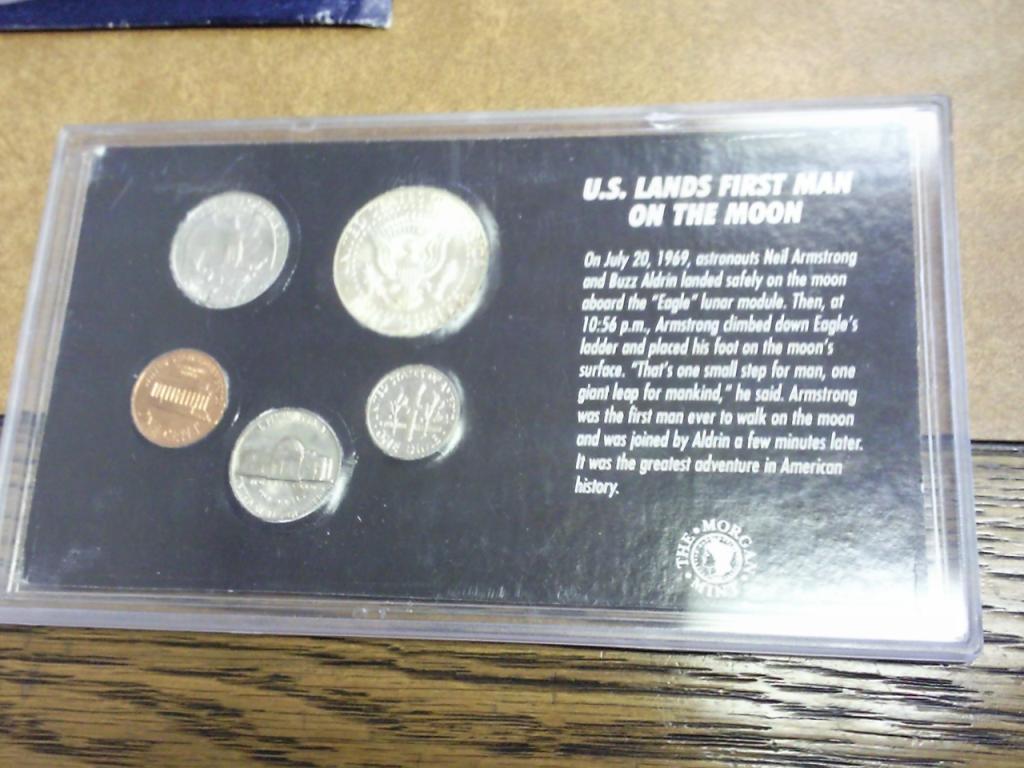 U.S. LANDS FIRST MAN
ON THE MOON
On July 20, 1969, astronauts Neil Armstrong
and Buzz Aldrin landed safely on the moon
aboard the "Eagle" lunar module. Then, at
10:56 p.m., Armstrong climbed down Eagle's
ladder and placed his foot on the moon's
surface. "That's one small step for man, one
giant leap for mankind," he said. Armstrong
was the first man ever to walk on the moon
and was joined by Aldrin a few minutes later.
It was the greatest adventure in American
history.
THE • MORGAN
MINT